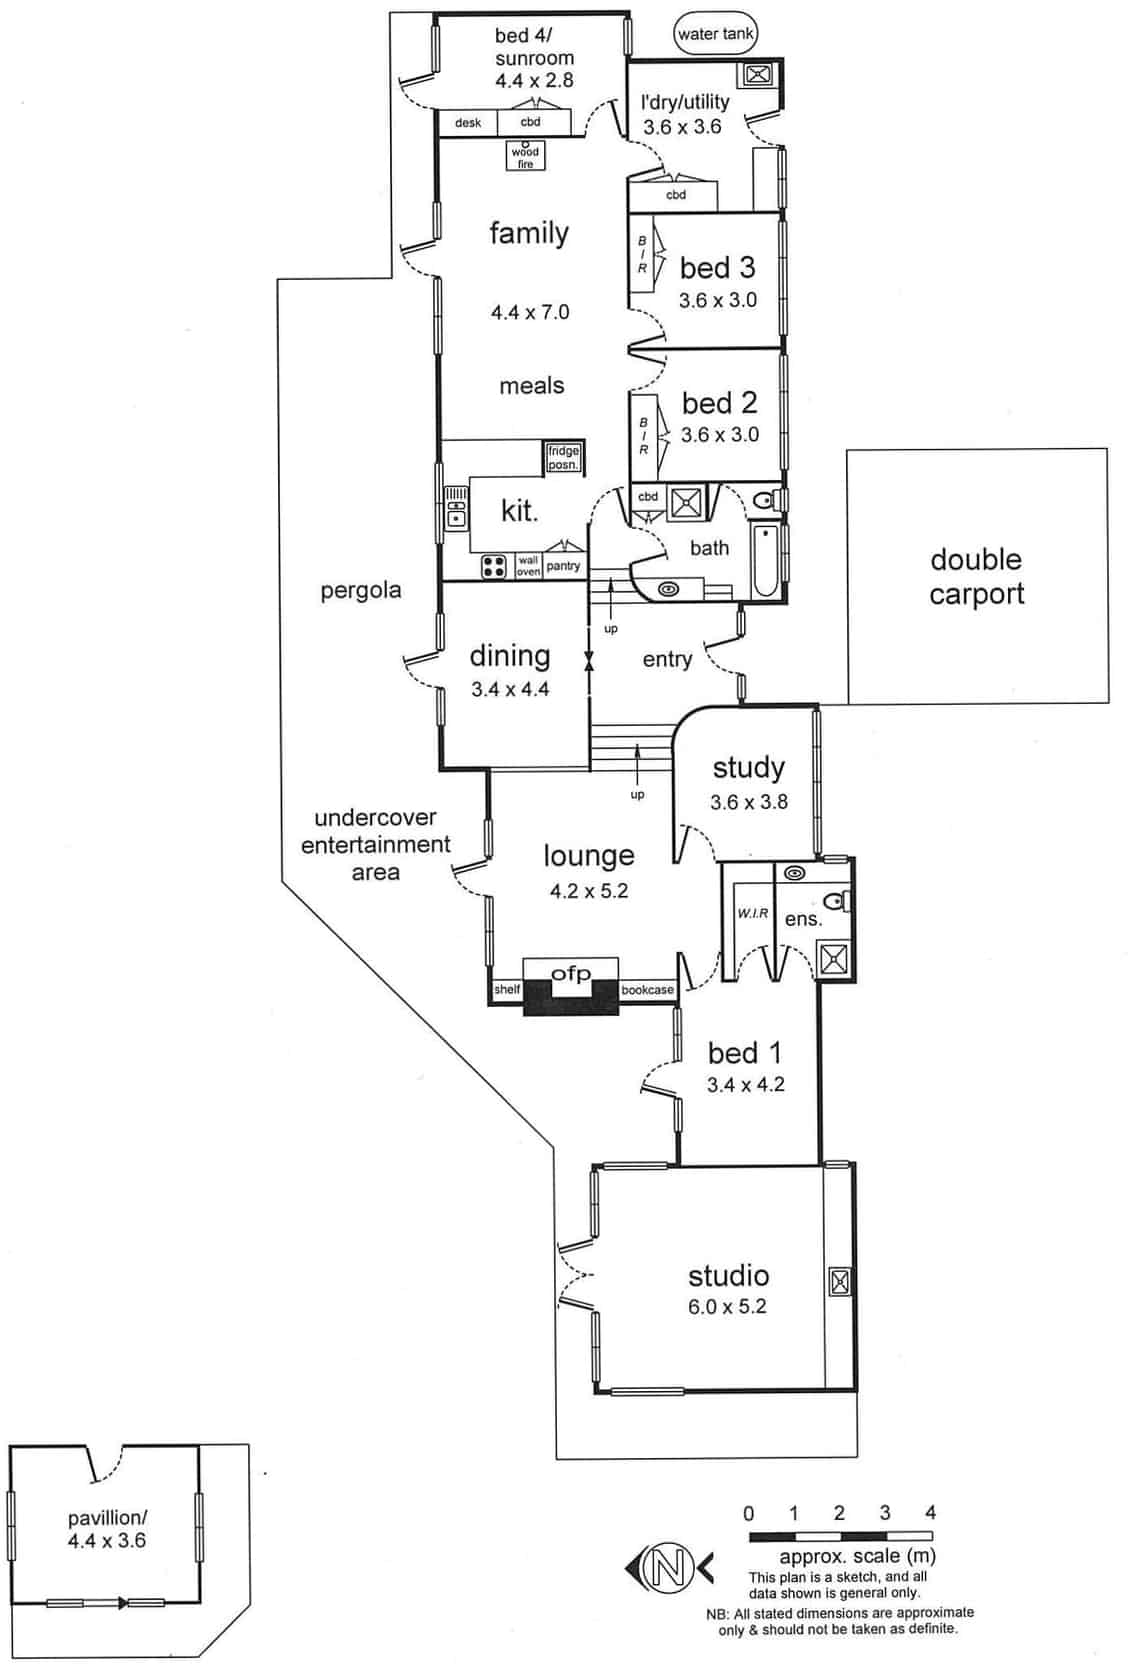 bed 4/
sunroom
4.4 x 2.8
water tank
desk
cbd
l'dry/utility
3.6 x 3.6
wood
fire
cbd
family
4.4 x 7.0
B
I
R
bed 3
3.6 x 3.0
meals
B
I
R
bed 2
3.6 x 3.0
fridge
posn.
kit.
cbd
bath
wall
oven
pantry
double
carport
pergola
up
dining
3.4 x 4.4
entry
study
3.6 x 3.8
up
undercover
entertainment
area
lounge
4.2 x 5.2
W.I.R
ens.
ofp
shelf
bookcase
bed 1
3.4 x 4.2
studio
6.0 x 5.2
pavillion/
4.4 x 3.6
0 1 2 3 4
N
approx. scale (m)
This plan is a sketch, and all
data shown is general only.
NB: All stated dimensions are approximate
only & should not be taken as definite.